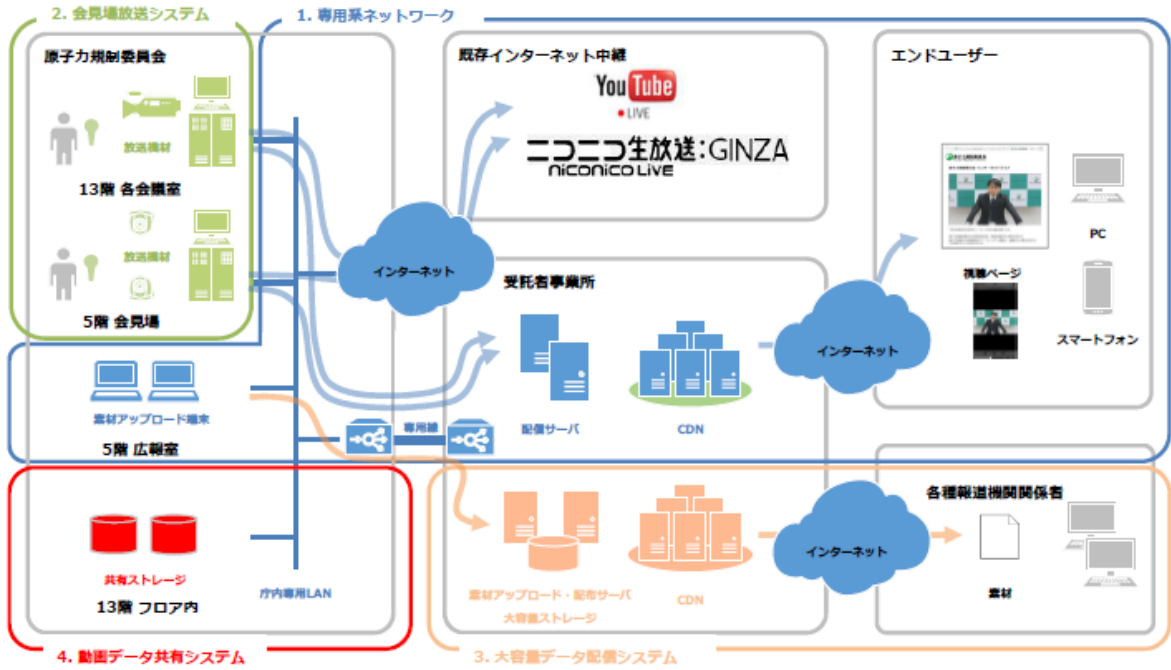 2. 会見場放送システム
1. 専用系ネットワーク
原子力規制委員会
放送機材
13階 各会議室
放送機材
5階 会見場
素材アップロード端末
5階 広報室
共有ストレージ
13階 フロア内
庁内専用LAN
4. 動画データ共有システム
既存インターネット中継
YouTube
LIVE
ニコニコ生放送:GINZA
niconico LIVE
インターネット
受託者事業所
配信サーバ
CDN
専用線
インターネット
エンドユーザー
視聴ページ
PC
スマートフォン
素材アップロード・配布サーバ
大容量ストレージ
CDN
インターネット
各種報道機関関係者
素材
3. 大容量データ配信システム